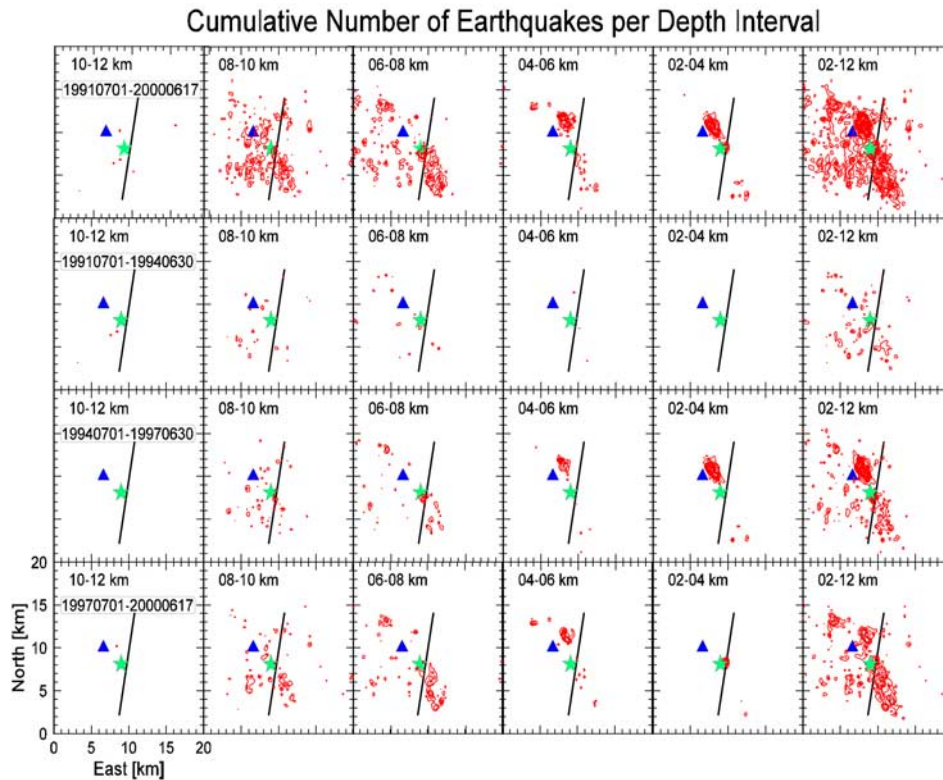 Cumulative Number of Earthquakes per Depth Interval
10-12 km 08-10 km 06-08 km 04-06 km 02-04 km 02-12 km
19910701-20000617
10-12 km 08-10 km 06-08 km 04-06 km 02-04 km 02-12 km
19910701-19940630
10-12 km 08-10 km 06-08 km 04-06 km 02-04 km 02-12 km
19940701-19970630
20
10-12 km 08-10 km 06-08 km 04-06 km 02-04 km 02-12 km
19970701-20000617
15
10
5
0
North [km]
0 5 10 15 20
East [km]